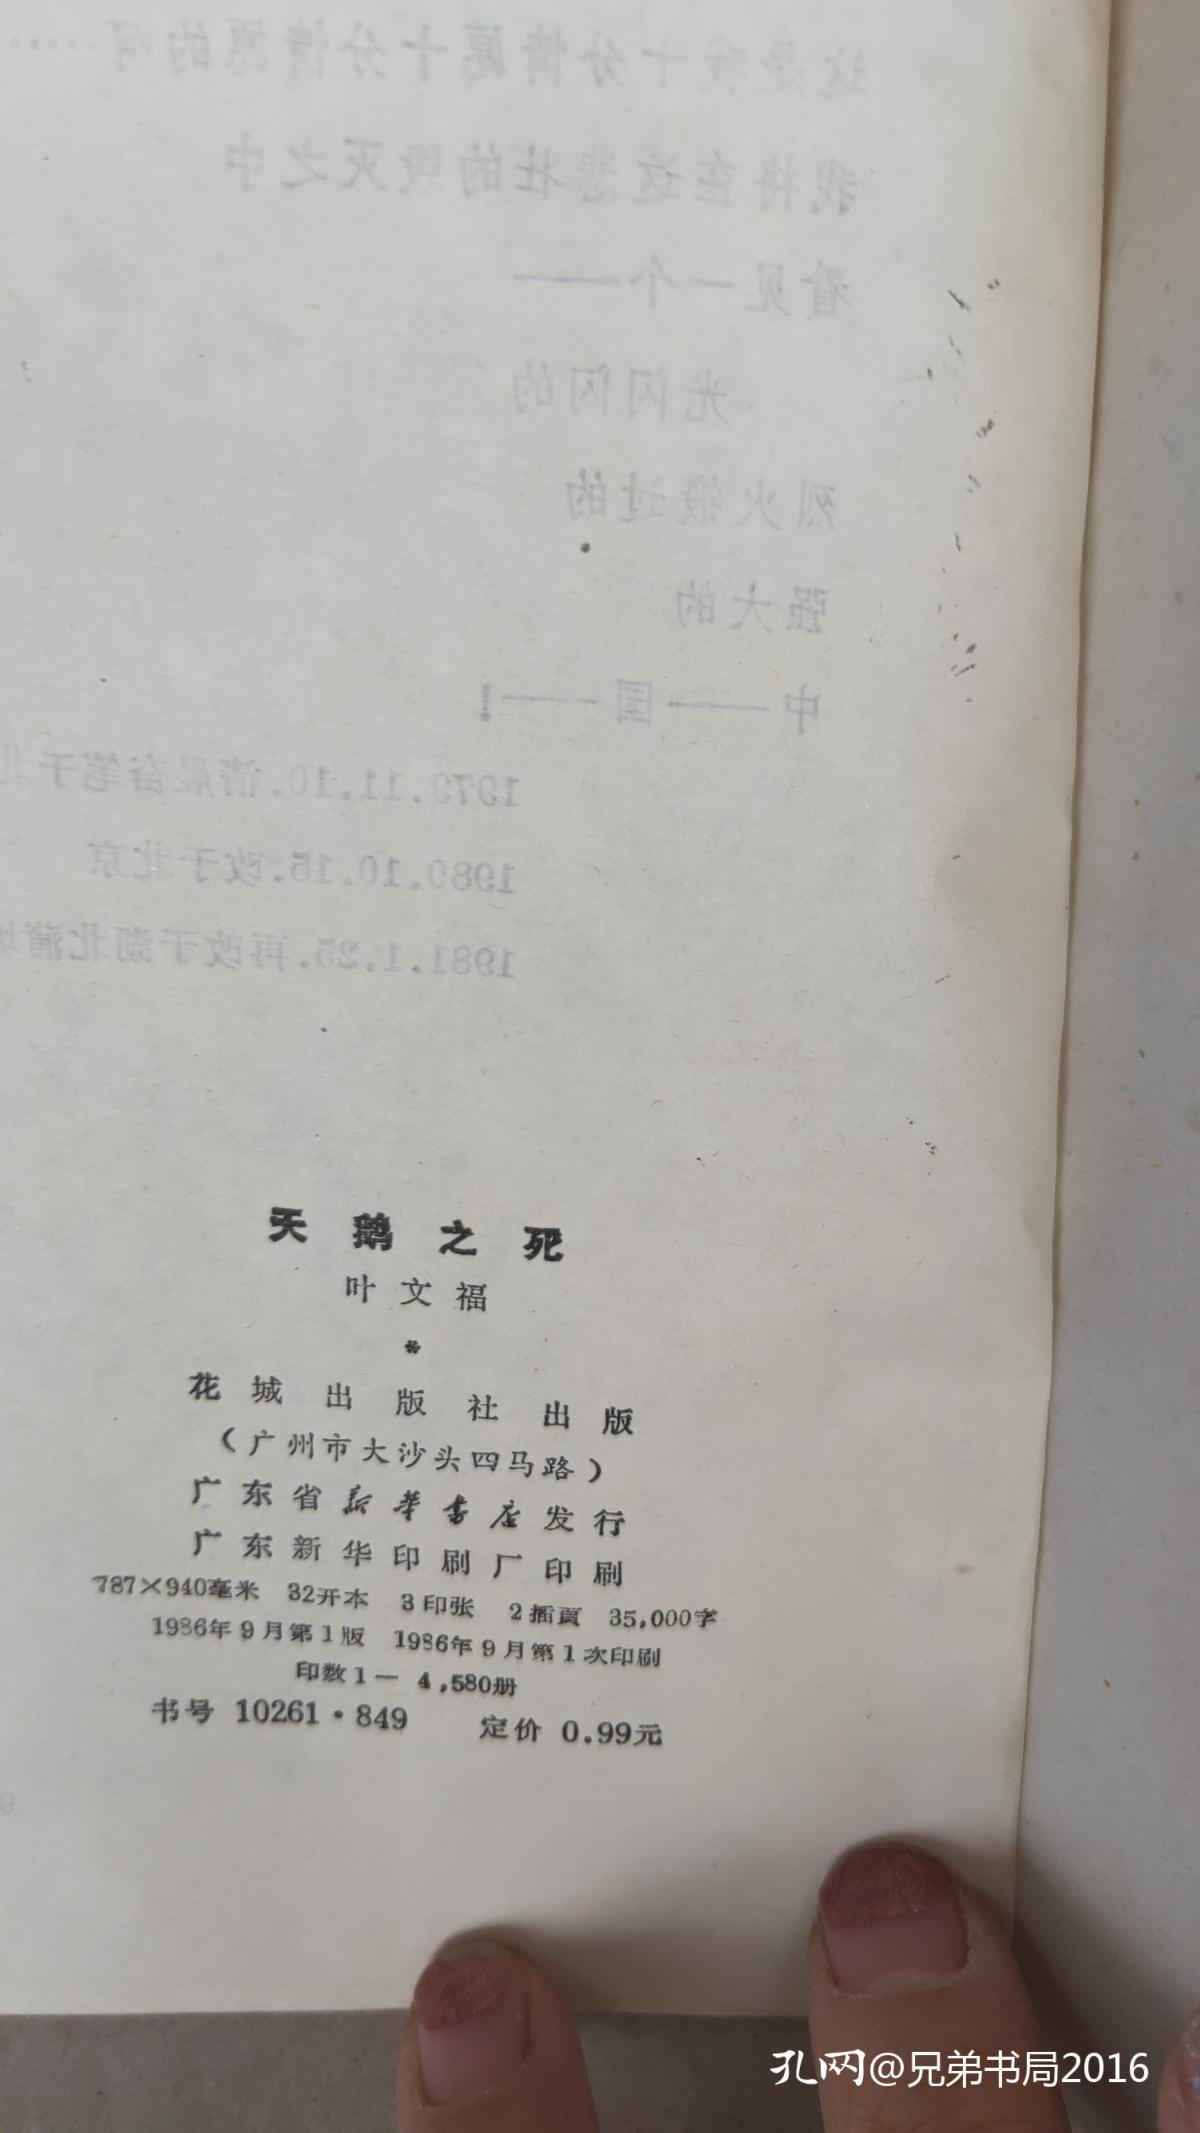 这是我十分情愿十分情愿的河……
我将在这悲壮的毁灭之中
看见一个——
光闪闪的
烈火锻过的
强大的
中——国——！
1979.11.10.清晨奋笔于北
1980.10.15.改于北京
1981.1.25.再改于湖北蒲圻
天鹅之死
叶文福
*
花城出版社出版
（广州市大沙头四马路）
广东省新华书店发行
广东新华印刷厂印刷
787×940毫米 32开本 3印张 2插页 35,000字
1986年9月第1版 1986年9月第1次印刷
印数1—4,580册
书号 10261·849 定价 0.99元
孔网@兄弟书局2016